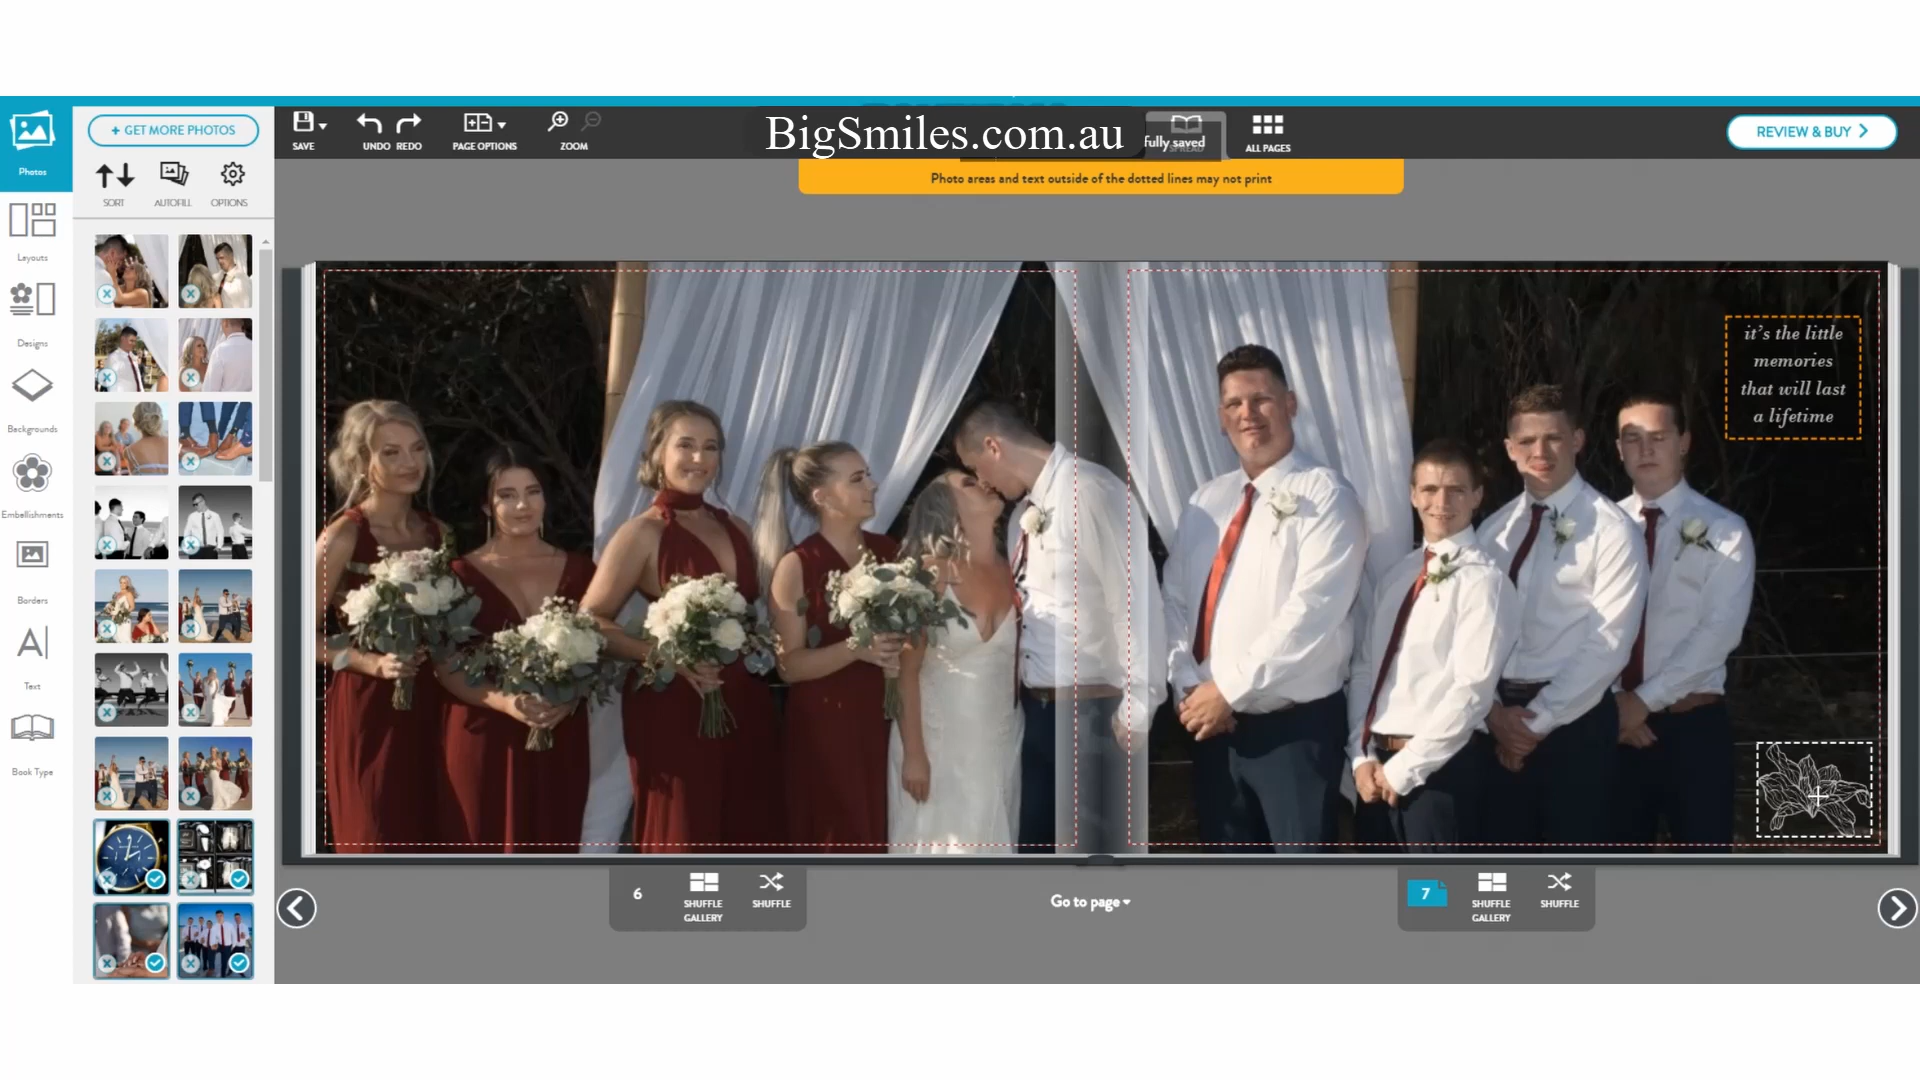 Photos
Layouts
Designs
Backgrounds
Embellishments
Borders
A
Text
Book Type
+ GET MORE PHOTOS
SORT
AUTOFILL
OPTIONS
SAVE
UNDO
REDO
PAGE OPTIONS
ZOOM
BigSmiles.com.au
fully saved
SPREAD
ALL PAGES
REVIEW & BUY
Photo areas and text outside of the dotted lines may not print
it's the little
memories
that will last
a lifetime
6
SHUFFLE
GALLERY
SHUFFLE
Go to page
7
SHUFFLE
GALLERY
SHUFFLE